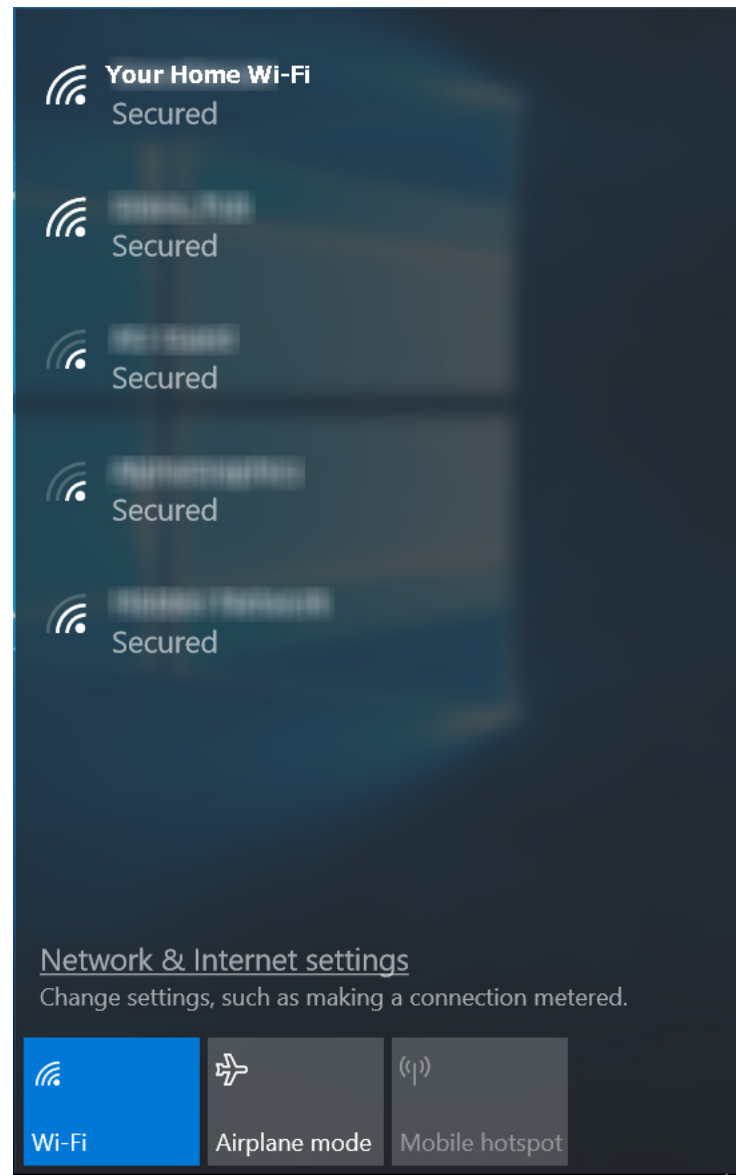 Your Home Wi-Fi
Secured
Secured
Secured
Secured
Secured
Network & Internet settings
Change settings, such as making a connection metered.
Wi-Fi
Airplane mode
Mobile hotspot